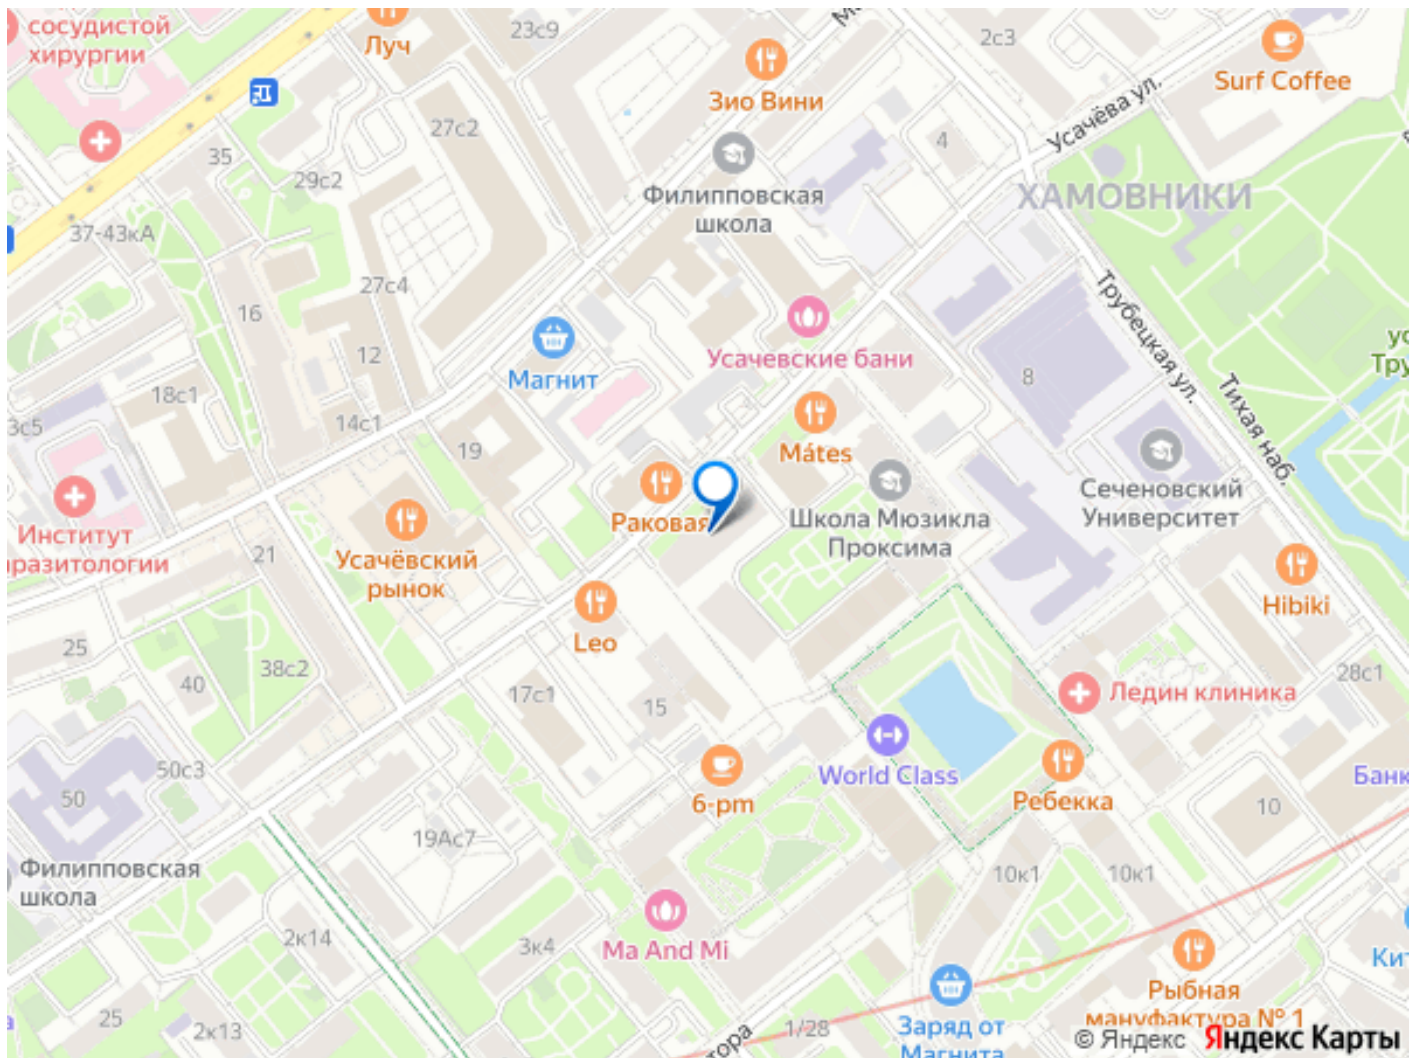 сосудистой
хирургии
Луч
23с9
2с3
Зио Вини
Surf Coffee
Усачёва ул.
27с2
4
35
29с2
Филипповская
школа
ХАМОВНИКИ
37-43кА
27с4
16
Трубецкая ул.
Усачевские бани
Магнит
12
8
18с1
14с1
Тихая наб.
3с5
19
Mátes
Раковая
Школа Мюзикла
Проксима
Сеченовский
Университет
Институт
Усачёвский
рынок
21
Hibiki
Leo
25
38с2
40
17с1
15
28с1
Ледин клиника
World Class
50с3
50
6-pm
Ребекка
Банк
10
19Ас7
Филипповская
школа
10к1
10к1
2к14
3к4
Ma And Mi
25
2к13
1/28
Заряд от
Магнита
Рыбная
мануфактура № 1
© Яндекс Яндекс Карты